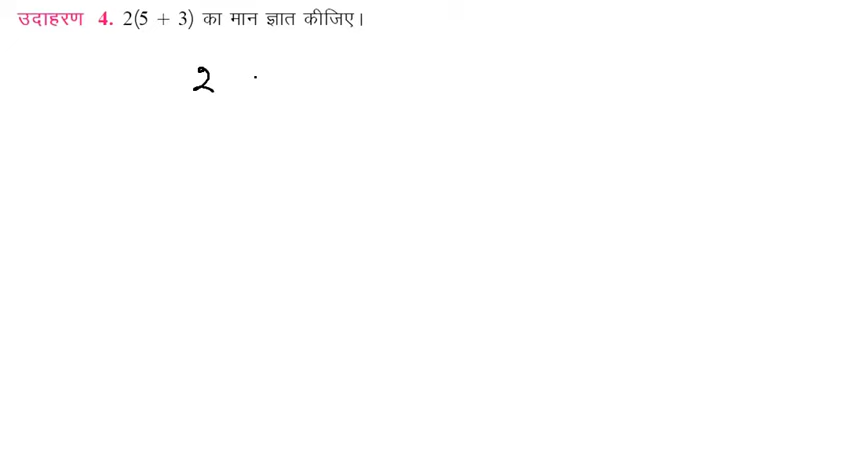 उदाहरण 4. 2(5 + 3) का मान ज्ञात कीजिए।
2